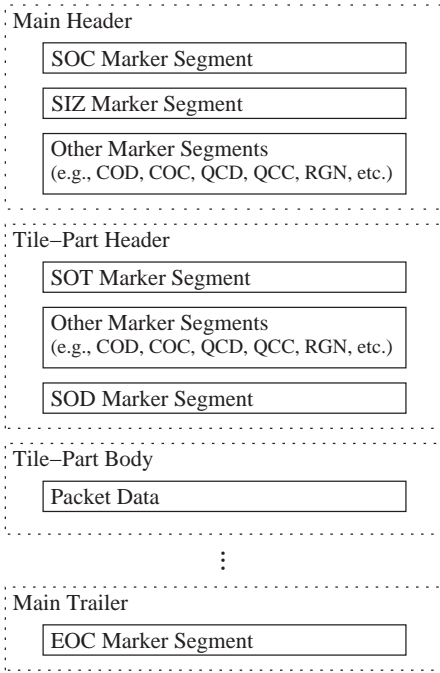 Main Header
SOC Marker Segment
SIZ Marker Segment
Other Marker Segments
(e.g., COD, COC, QCD, QCC, RGN, etc.)
Tile−Part Header
SOT Marker Segment
Other Marker Segments
(e.g., COD, COC, QCD, QCC, RGN, etc.)
SOD Marker Segment
Tile−Part Body
Packet Data
⋮
Main Trailer
EOC Marker Segment